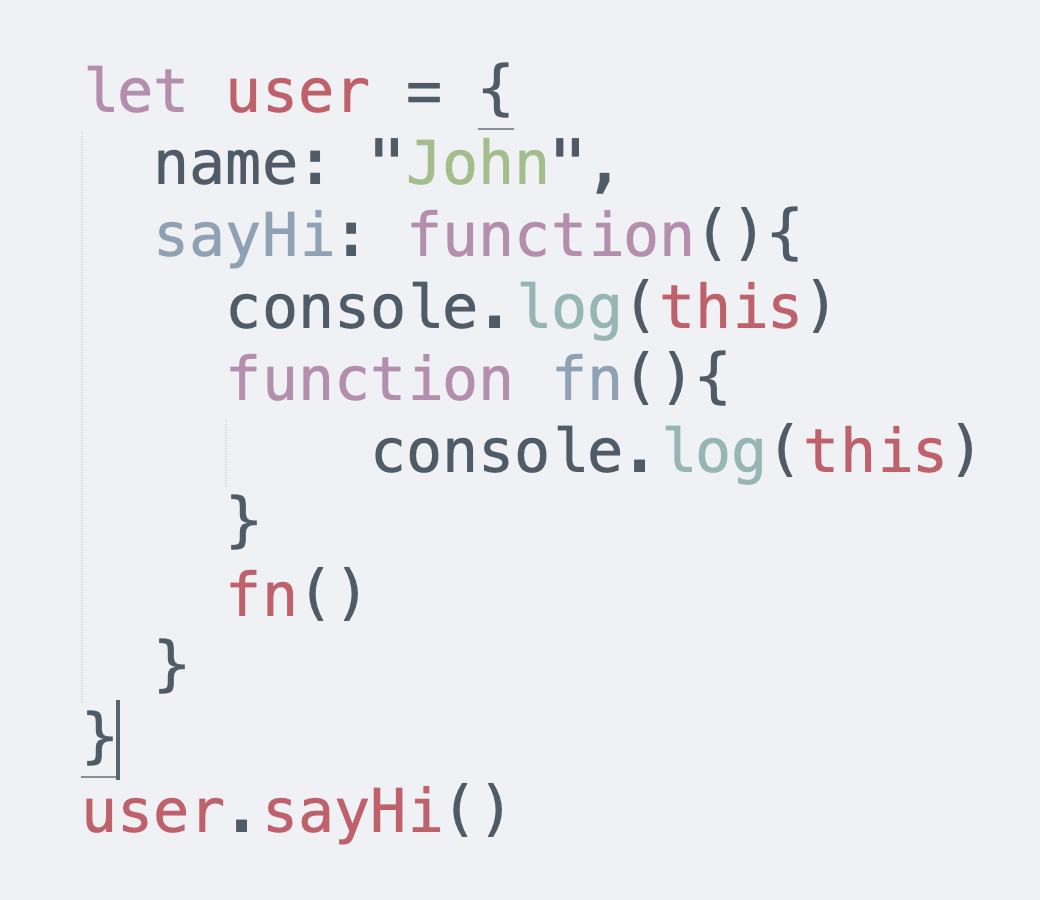 let user = {
  name: "John",
  sayHi: function(){
    console.log(this)
    function fn(){
        console.log(this)
    }
    fn()
  }
}
user.sayHi()